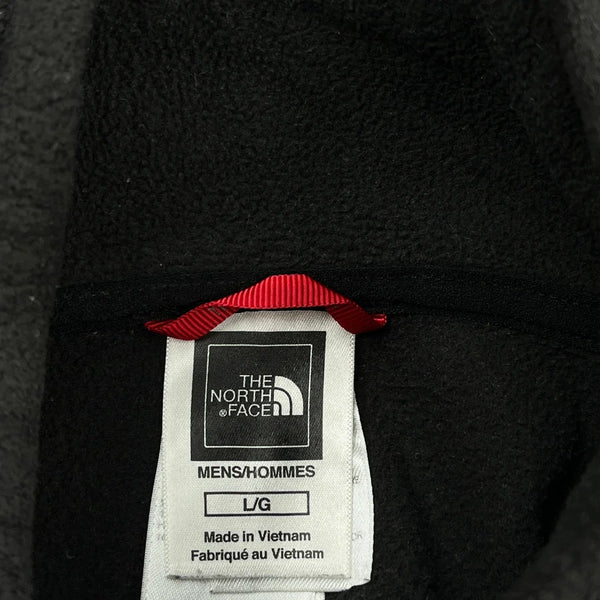 THE
NORTH
®FACE
MENS/HOMMES
L/G
Made in Vietnam
Fabriqué au Vietnam